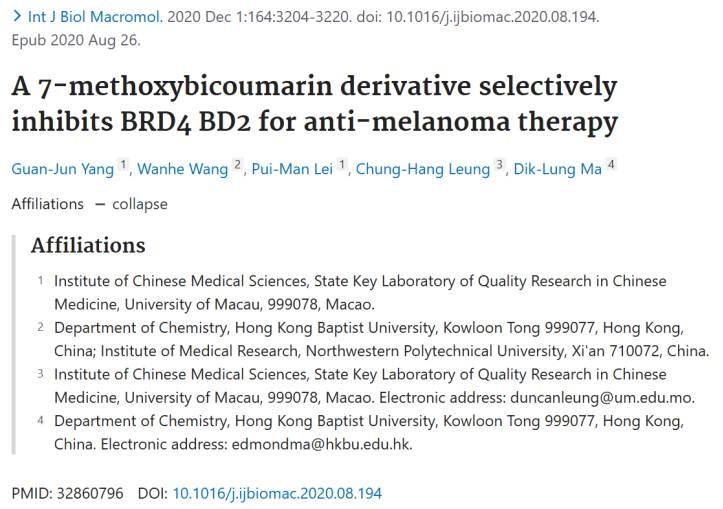 > Int J Biol Macromol. 2020 Dec 1:164:3204-3220. doi: 10.1016/j.ijbiomac.2020.08.194.
Epub 2020 Aug 26.
A 7-methoxybicoumarin derivative selectively
inhibits BRD4 BD2 for anti-melanoma therapy
Guan-Jun Yang 1, Wanhe Wang 2, Pui-Man Lei 1, Chung-Hang Leung 3, Dik-Lung Ma 4
Affiliations — collapse
Affiliations
1 Institute of Chinese Medical Sciences, State Key Laboratory of Quality Research in Chinese
Medicine, University of Macau, 999078, Macao.
2 Department of Chemistry, Hong Kong Baptist University, Kowloon Tong 999077, Hong Kong,
China; Institute of Medical Research, Northwestern Polytechnical University, Xi'an 710072, China.
3 Institute of Chinese Medical Sciences, State Key Laboratory of Quality Research in Chinese
Medicine, University of Macau, 999078, Macao. Electronic address: duncanleung@um.edu.mo.
4 Department of Chemistry, Hong Kong Baptist University, Kowloon Tong 999077, Hong Kong,
China. Electronic address: edmondma@hkbu.edu.hk.
PMID: 32860796 DOI: 10.1016/j.ijbiomac.2020.08.194